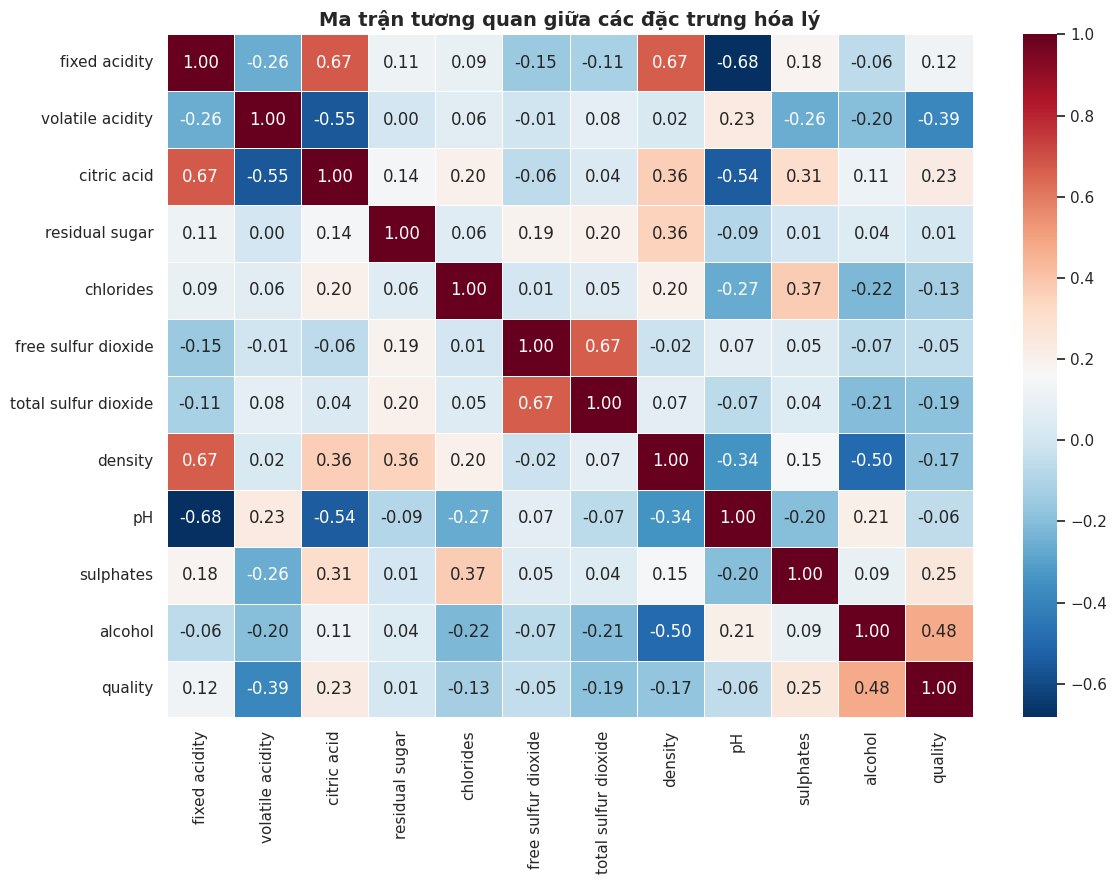 Ma trận tương quan giữa các đặc trưng hóa lý
fixed acidity 1.00 -0.26 0.67 0.11 0.09 -0.15 -0.11 0.67 -0.68 0.18 -0.06 0.12
volatile acidity -0.26 1.00 -0.55 0.00 0.06 -0.01 0.08 0.02 0.23 -0.26 -0.20 -0.39
citric acid 0.67 -0.55 1.00 0.14 0.20 -0.06 0.04 0.36 -0.54 0.31 0.11 0.23
residual sugar 0.11 0.00 0.14 1.00 0.06 0.19 0.20 0.36 -0.09 0.01 0.04 0.01
chlorides 0.09 0.06 0.20 0.06 1.00 0.01 0.05 0.20 -0.27 0.37 -0.22 -0.13
free sulfur dioxide -0.15 -0.01 -0.06 0.19 0.01 1.00 0.67 -0.02 0.07 0.05 -0.07 -0.05
total sulfur dioxide -0.11 0.08 0.04 0.20 0.05 0.67 1.00 0.07 -0.07 0.04 -0.21 -0.19
density 0.67 0.02 0.36 0.36 0.20 -0.02 0.07 1.00 -0.34 0.15 -0.50 -0.17
pH -0.68 0.23 -0.54 -0.09 -0.27 0.07 -0.07 -0.34 1.00 -0.20 0.21 -0.06
sulphates 0.18 -0.26 0.31 0.01 0.37 0.05 0.04 0.15 -0.20 1.00 0.09 0.25
alcohol -0.06 -0.20 0.11 0.04 -0.22 -0.07 -0.21 -0.50 0.21 0.09 1.00 0.48
quality 0.12 -0.39 0.23 0.01 -0.13 -0.05 -0.19 -0.17 -0.06 0.25 0.48 1.00
fixed acidity
volatile acidity
citric acid
residual sugar
chlorides
free sulfur dioxide
total sulfur dioxide
density
pH
sulphates
alcohol
quality
1.0
0.8
0.6
0.4
0.2
0.0
−0.2
−0.4
−0.6